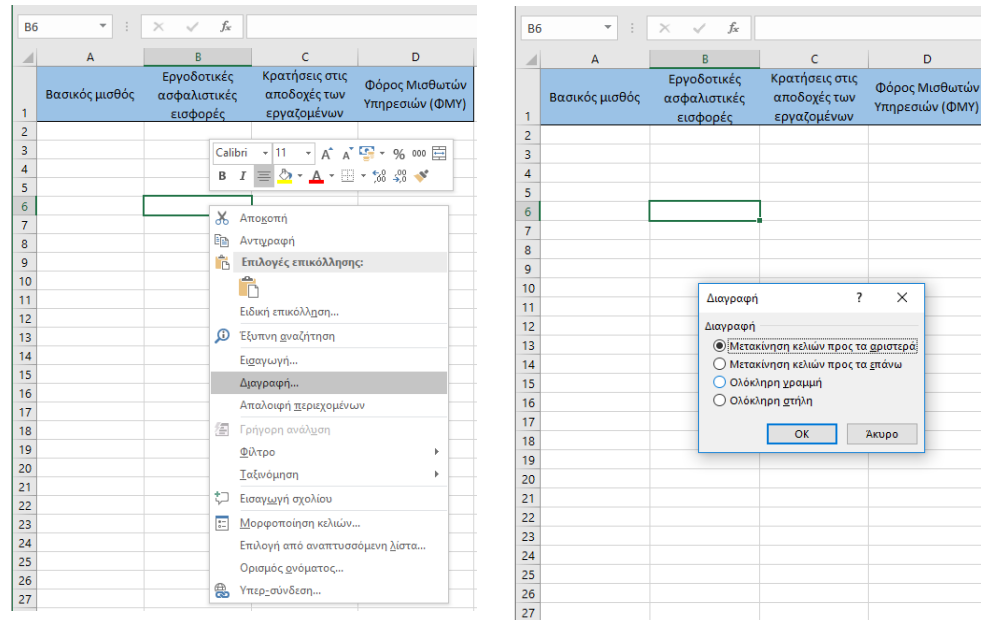 B6
fx
A B C D
Βασικός μισθός
Εργοδοτικές
ασφαλιστικές
εισφορές
Κρατήσεις στις
αποδοχές των
εργαζομένων
Φόρος Μισθωτών
Υπηρεσιών (ΦΜΥ)
1
2
3
4
5
6
7
8
9
10
11
12
13
14
15
16
17
18
19
20
21
22
23
24
25
26
27
Calibri 11 A A % 000
B I A ,00 ,00
Αποκοπή
Αντιγραφή
Επιλογές επικόλλησης:
Ειδική επικόλληση...
Έξυπνη αναζήτηση
Εισαγωγή...
Διαγραφή...
Απαλοιφή περιεχομένων
Γρήγορη ανάλυση
Φίλτρο
Ταξινόμηση
Εισαγωγή σχολίου
Μορφοποίηση κελιών...
Επιλογή από αναπτυσσόμενη λίστα...
Ορισμός ονόματος...
Υπερ-σύνδεση...
B6
fx
A B C D
Βασικός μισθός
Εργοδοτικές
ασφαλιστικές
εισφορές
Κρατήσεις στις
αποδοχές των
εργαζομένων
Φόρος Μισθωτών
Υπηρεσιών (ΦΜΥ)
1
2
3
4
5
6
7
8
9
10
11
12
13
14
15
16
17
18
19
20
21
22
23
24
25
26
27
Διαγραφή ?
Διαγραφή
Μετακίνηση κελιών προς τα αριστερά
Μετακίνηση κελιών προς τα επάνω
Ολόκληρη γραμμή
Ολόκληρη στήλη
OK Άκυρο